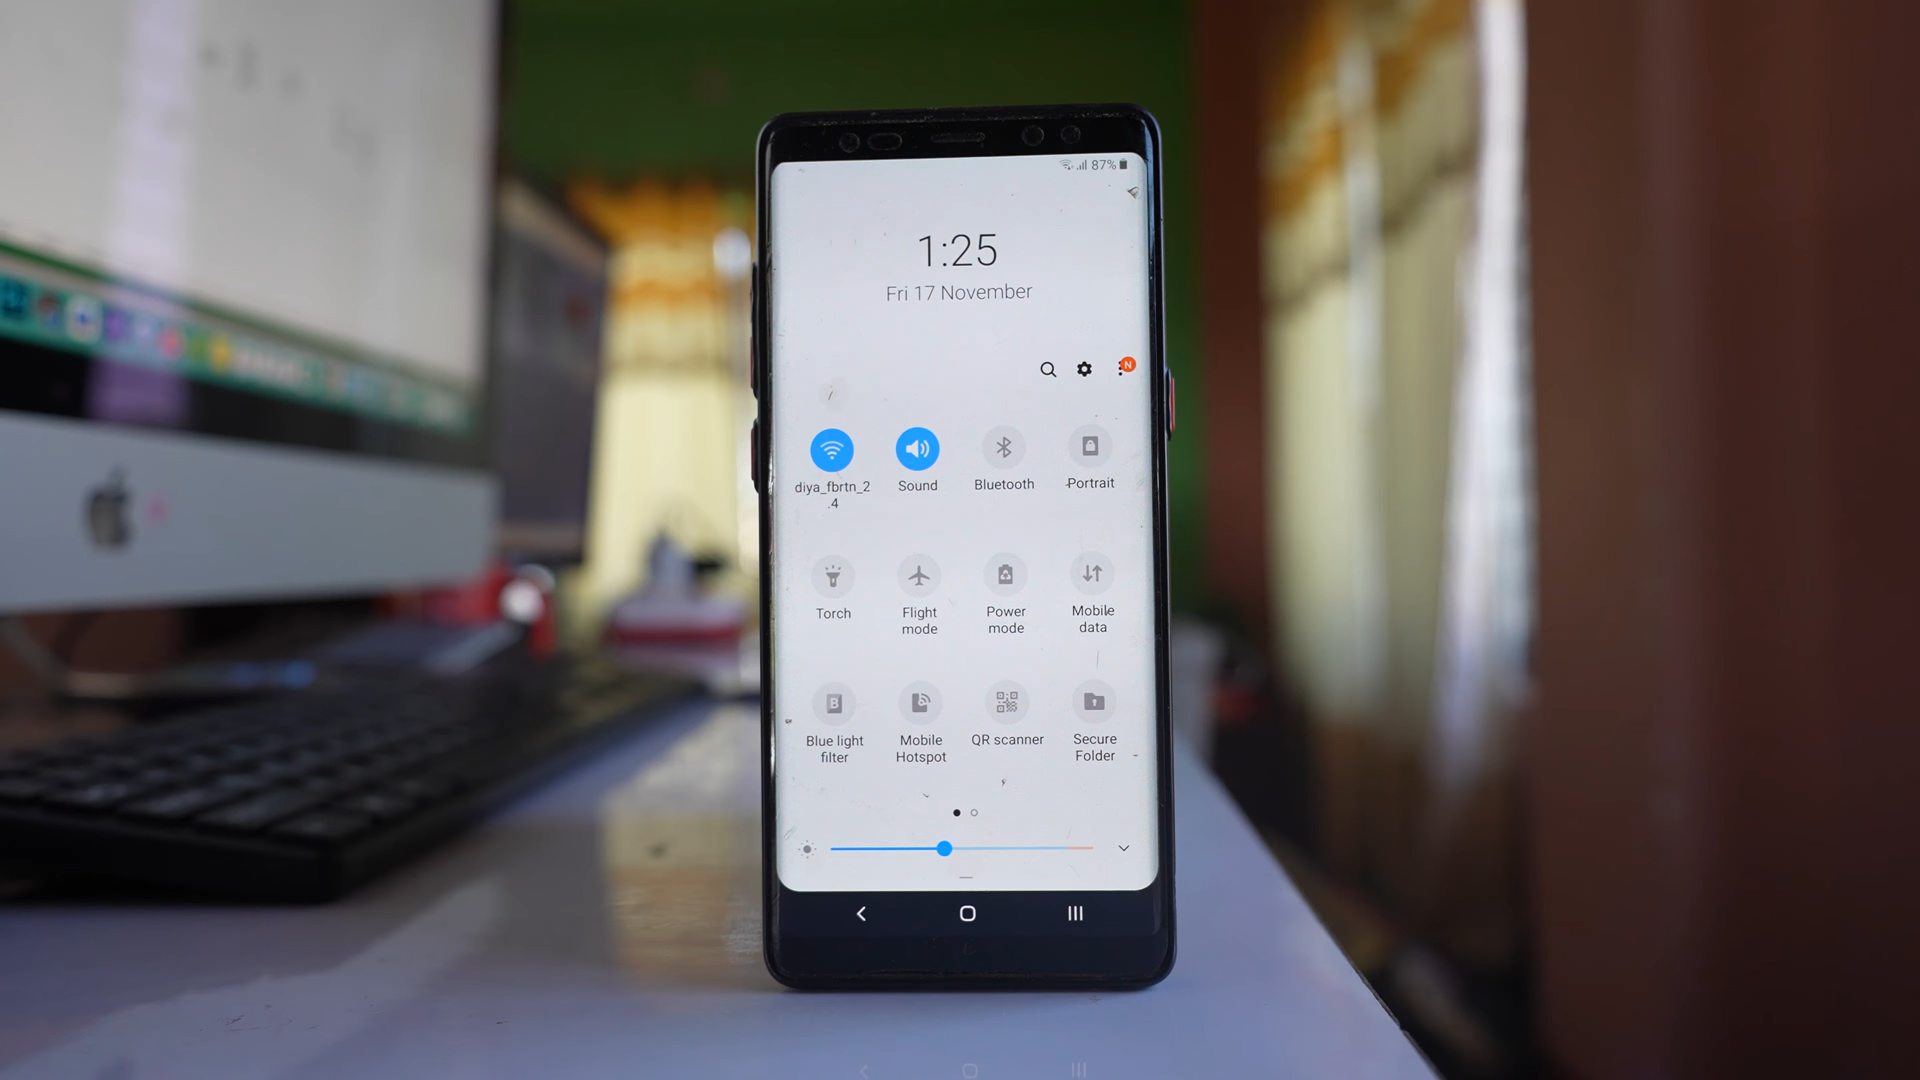 87%
1:25
Fri 17 November
N
diya_fbrtn_2
.4
Sound
Bluetooth
Portrait
Torch
Flight
mode
Power
mode
Mobile
data
B
Blue light
filter
Mobile
Hotspot
QR scanner
Secure
Folder